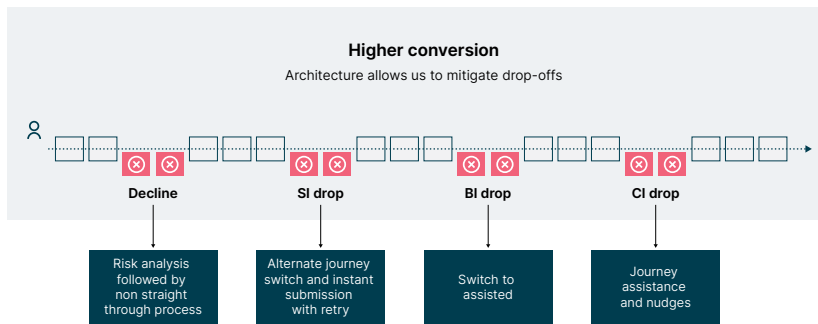 Higher conversion
Architecture allows us to mitigate drop-offs
Decline
SI drop
BI drop
CI drop
Risk analysis
followed by
non straight
through process
Alternate journey
switch and instant
submission
with retry
Switch to
assisted
Journey
assistance
and nudges